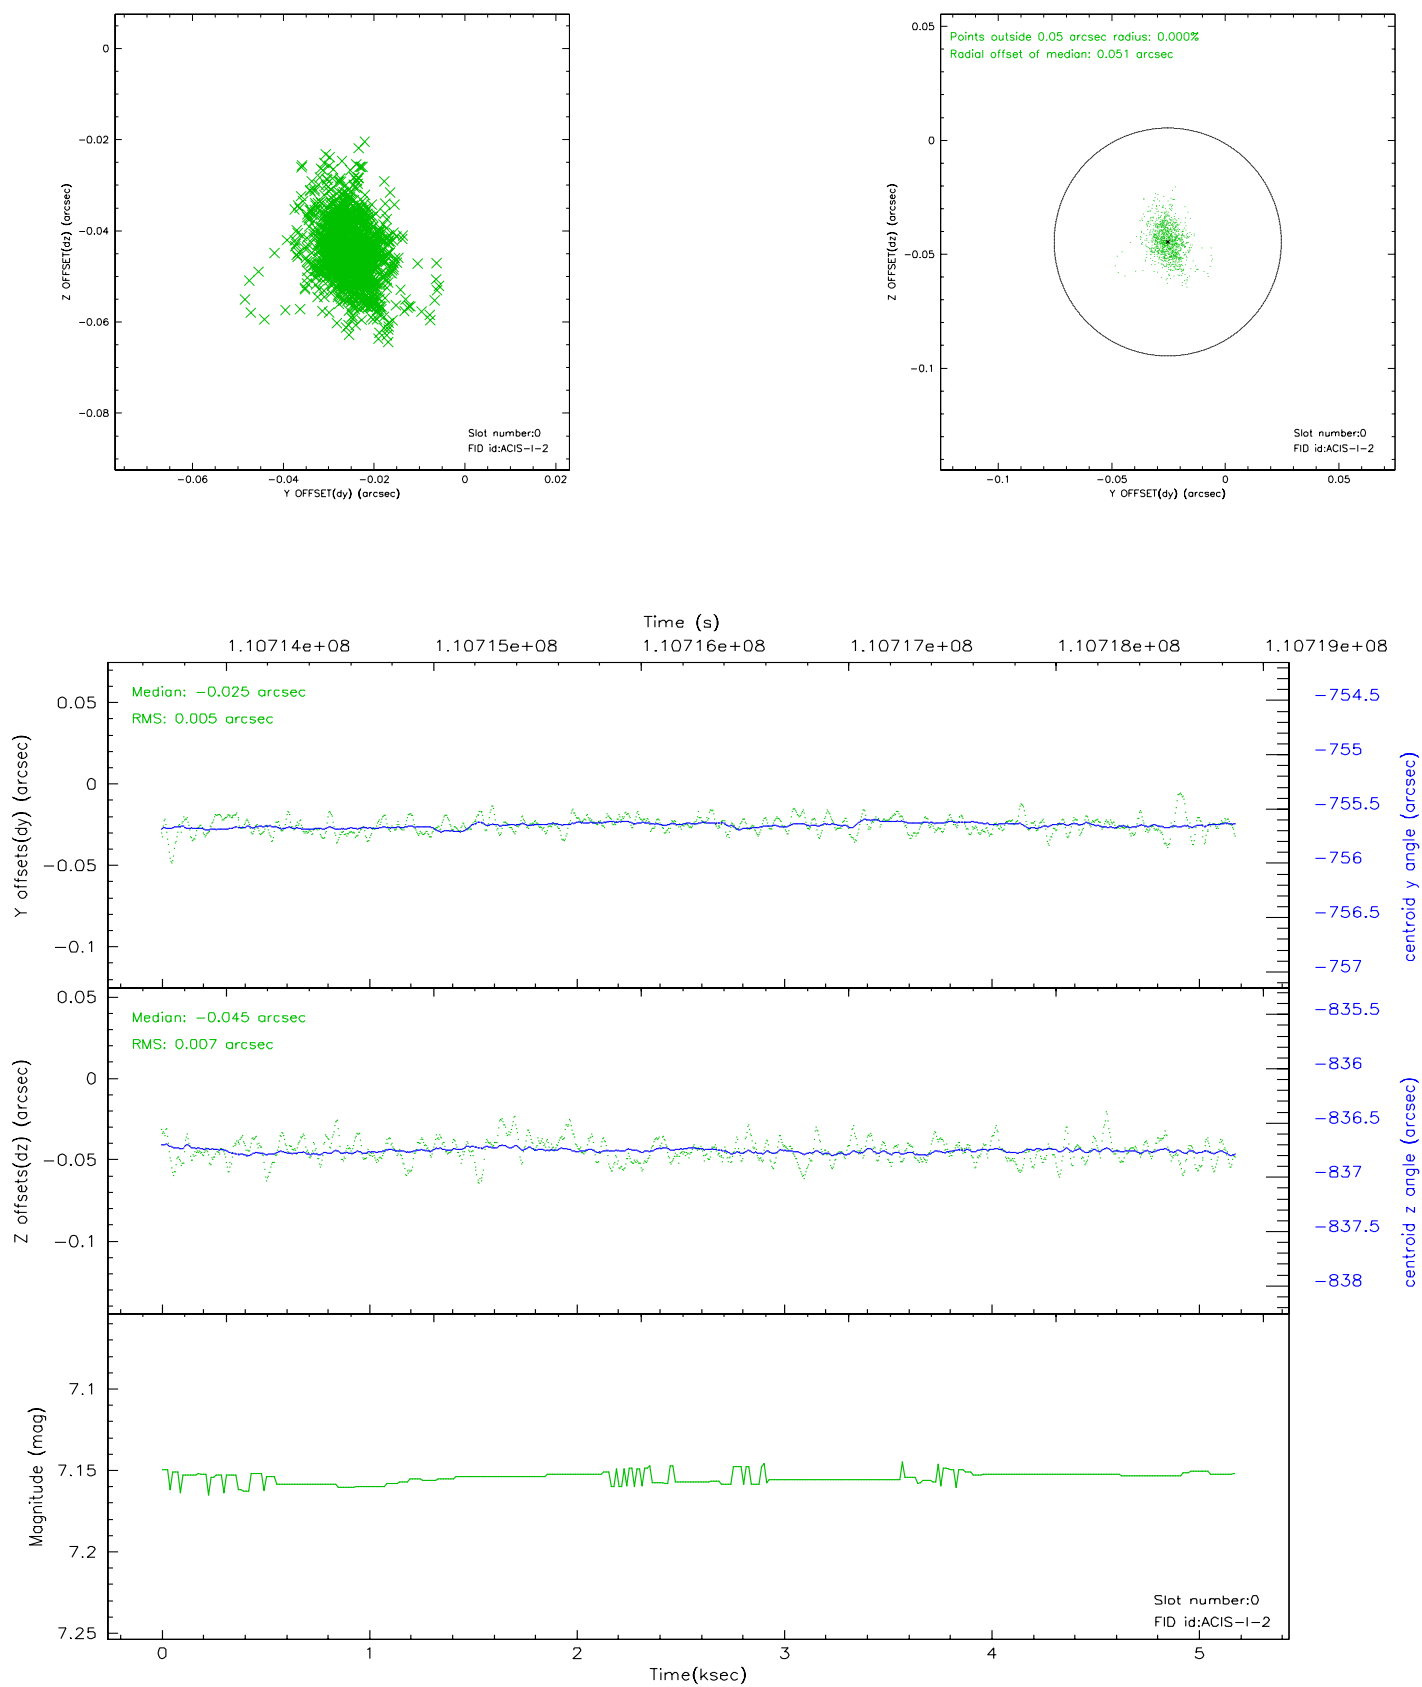 0
−0.02
−0.04
−0.06
−0.08
Z OFFSET(dz) (arcsec)
Slot number:0
FID id:ACIS−I−2
−0.06 −0.04 −0.02 0 0.02
Y OFFSET(dy) (arcsec)
0.05
0
−0.05
−0.1
Z OFFSET(dz) (arcsec)
Points outside 0.05 arcsec radius: 0.000%
Radial offset of median: 0.051 arcsec
Slot number:0
FID id:ACIS−I−2
−0.1 −0.05 0 0.05
Y OFFSET(dy) (arcsec)
Time (s)
1.10714e+08 1.10715e+08 1.10716e+08 1.10717e+08 1.10718e+08 1.10719e+08
Median: −0.025 arcsec
RMS: 0.005 arcsec
0.05
0
−0.05
−0.1
Y offsets(dy) (arcsec)
−754.5
−755
−755.5
−756
−756.5
−757
centroid y angle (arcsec)
Median: −0.045 arcsec
RMS: 0.007 arcsec
0.05
0
−0.05
−0.1
Z offsets(dz) (arcsec)
−835.5
−836
−836.5
−837
−837.5
−838
centroid z angle (arcsec)
7.1
7.15
7.2
7.25
Magnitude (mag)
Slot number:0
FID id:ACIS−I−2
0 1 2 3 4 5
Time(ksec)